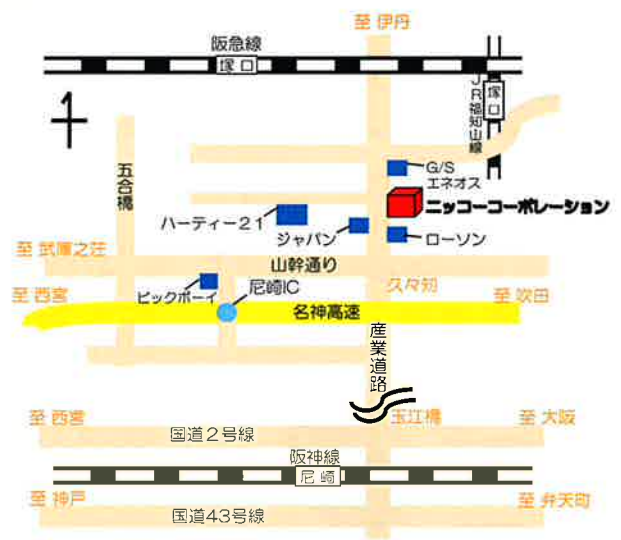 至 伊丹
阪急線
塚口
塚口
JR福知山線
五合橋
G/S
エネオス
ニッコーコーポレーション
ハーティー21
ジャパン
ローソン
至 武庫之荘
山幹通り
久々知
至 西宮
ビックボーイ
尼崎IC
名神高速
至 吹田
産業道路
至 西宮
玉江橋
至 大阪
国道2号線
阪神線
尼崎
至 神戸
至 弁天町
国道43号線